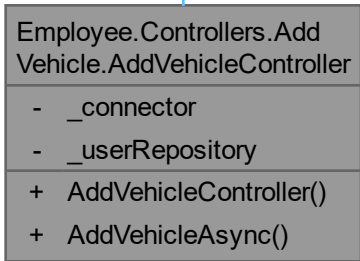 Employee.Controllers.Add
Vehicle.AddVehicleController
- _connector
- _userRepository
+ AddVehicleController()
+ AddVehicleAsync()